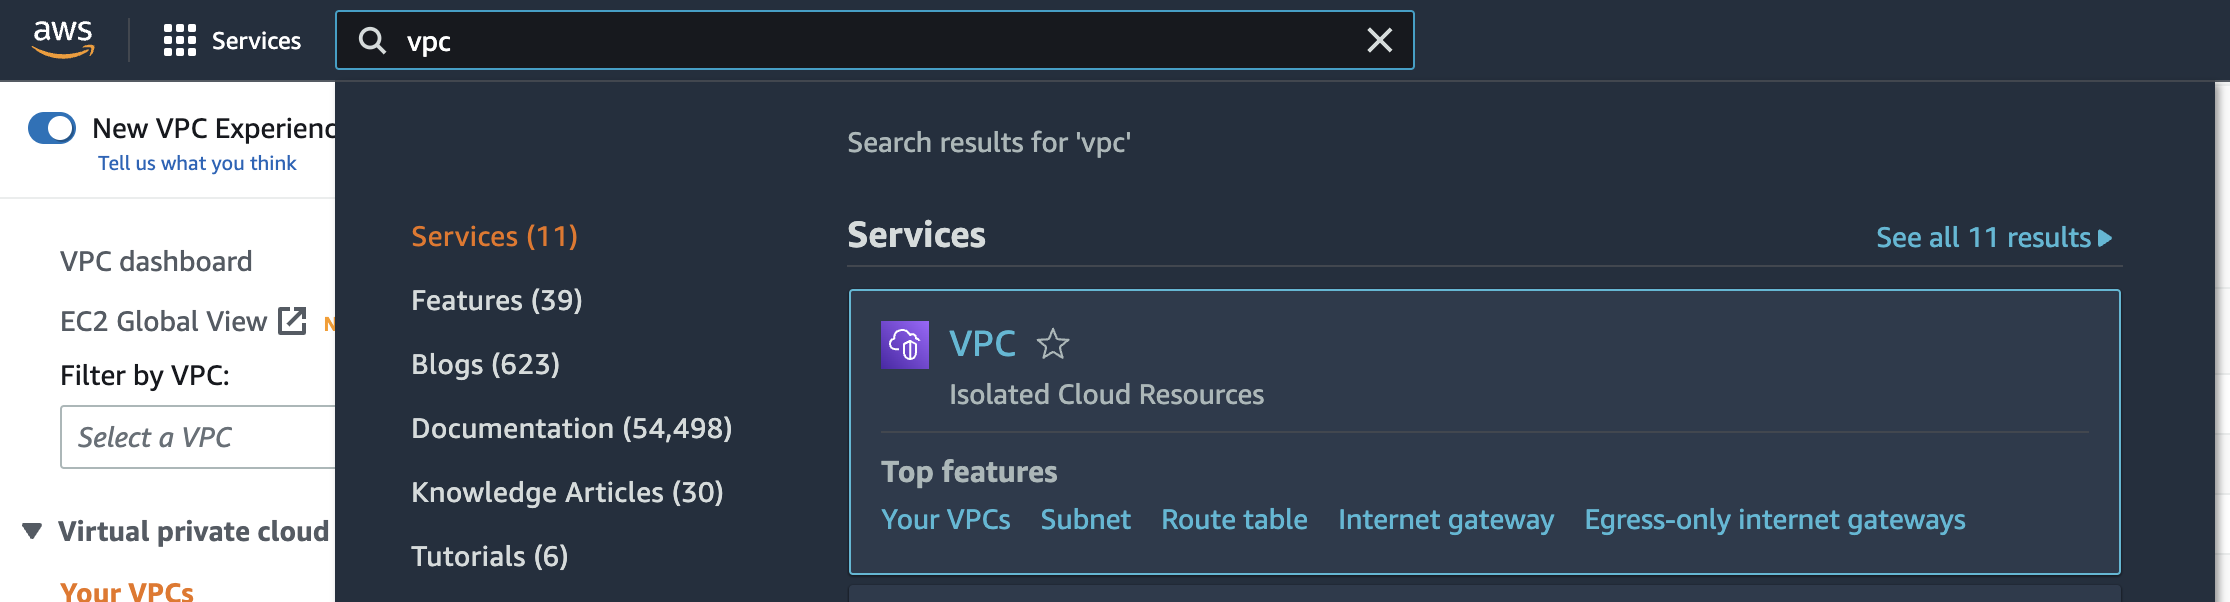 aws
Services
vpc
New VPC Experienc
Tell us what you think
VPC dashboard
EC2 Global View N
Filter by VPC:
Select a VPC
Virtual private cloud
Your VPCs
Search results for 'vpc'
Services (11)
Features (39)
Blogs (623)
Documentation (54,498)
Knowledge Articles (30)
Tutorials (6)
Services
See all 11 results
VPC
Isolated Cloud Resources
Top features
Your VPCs Subnet Route table Internet gateway Egress-only internet gateways